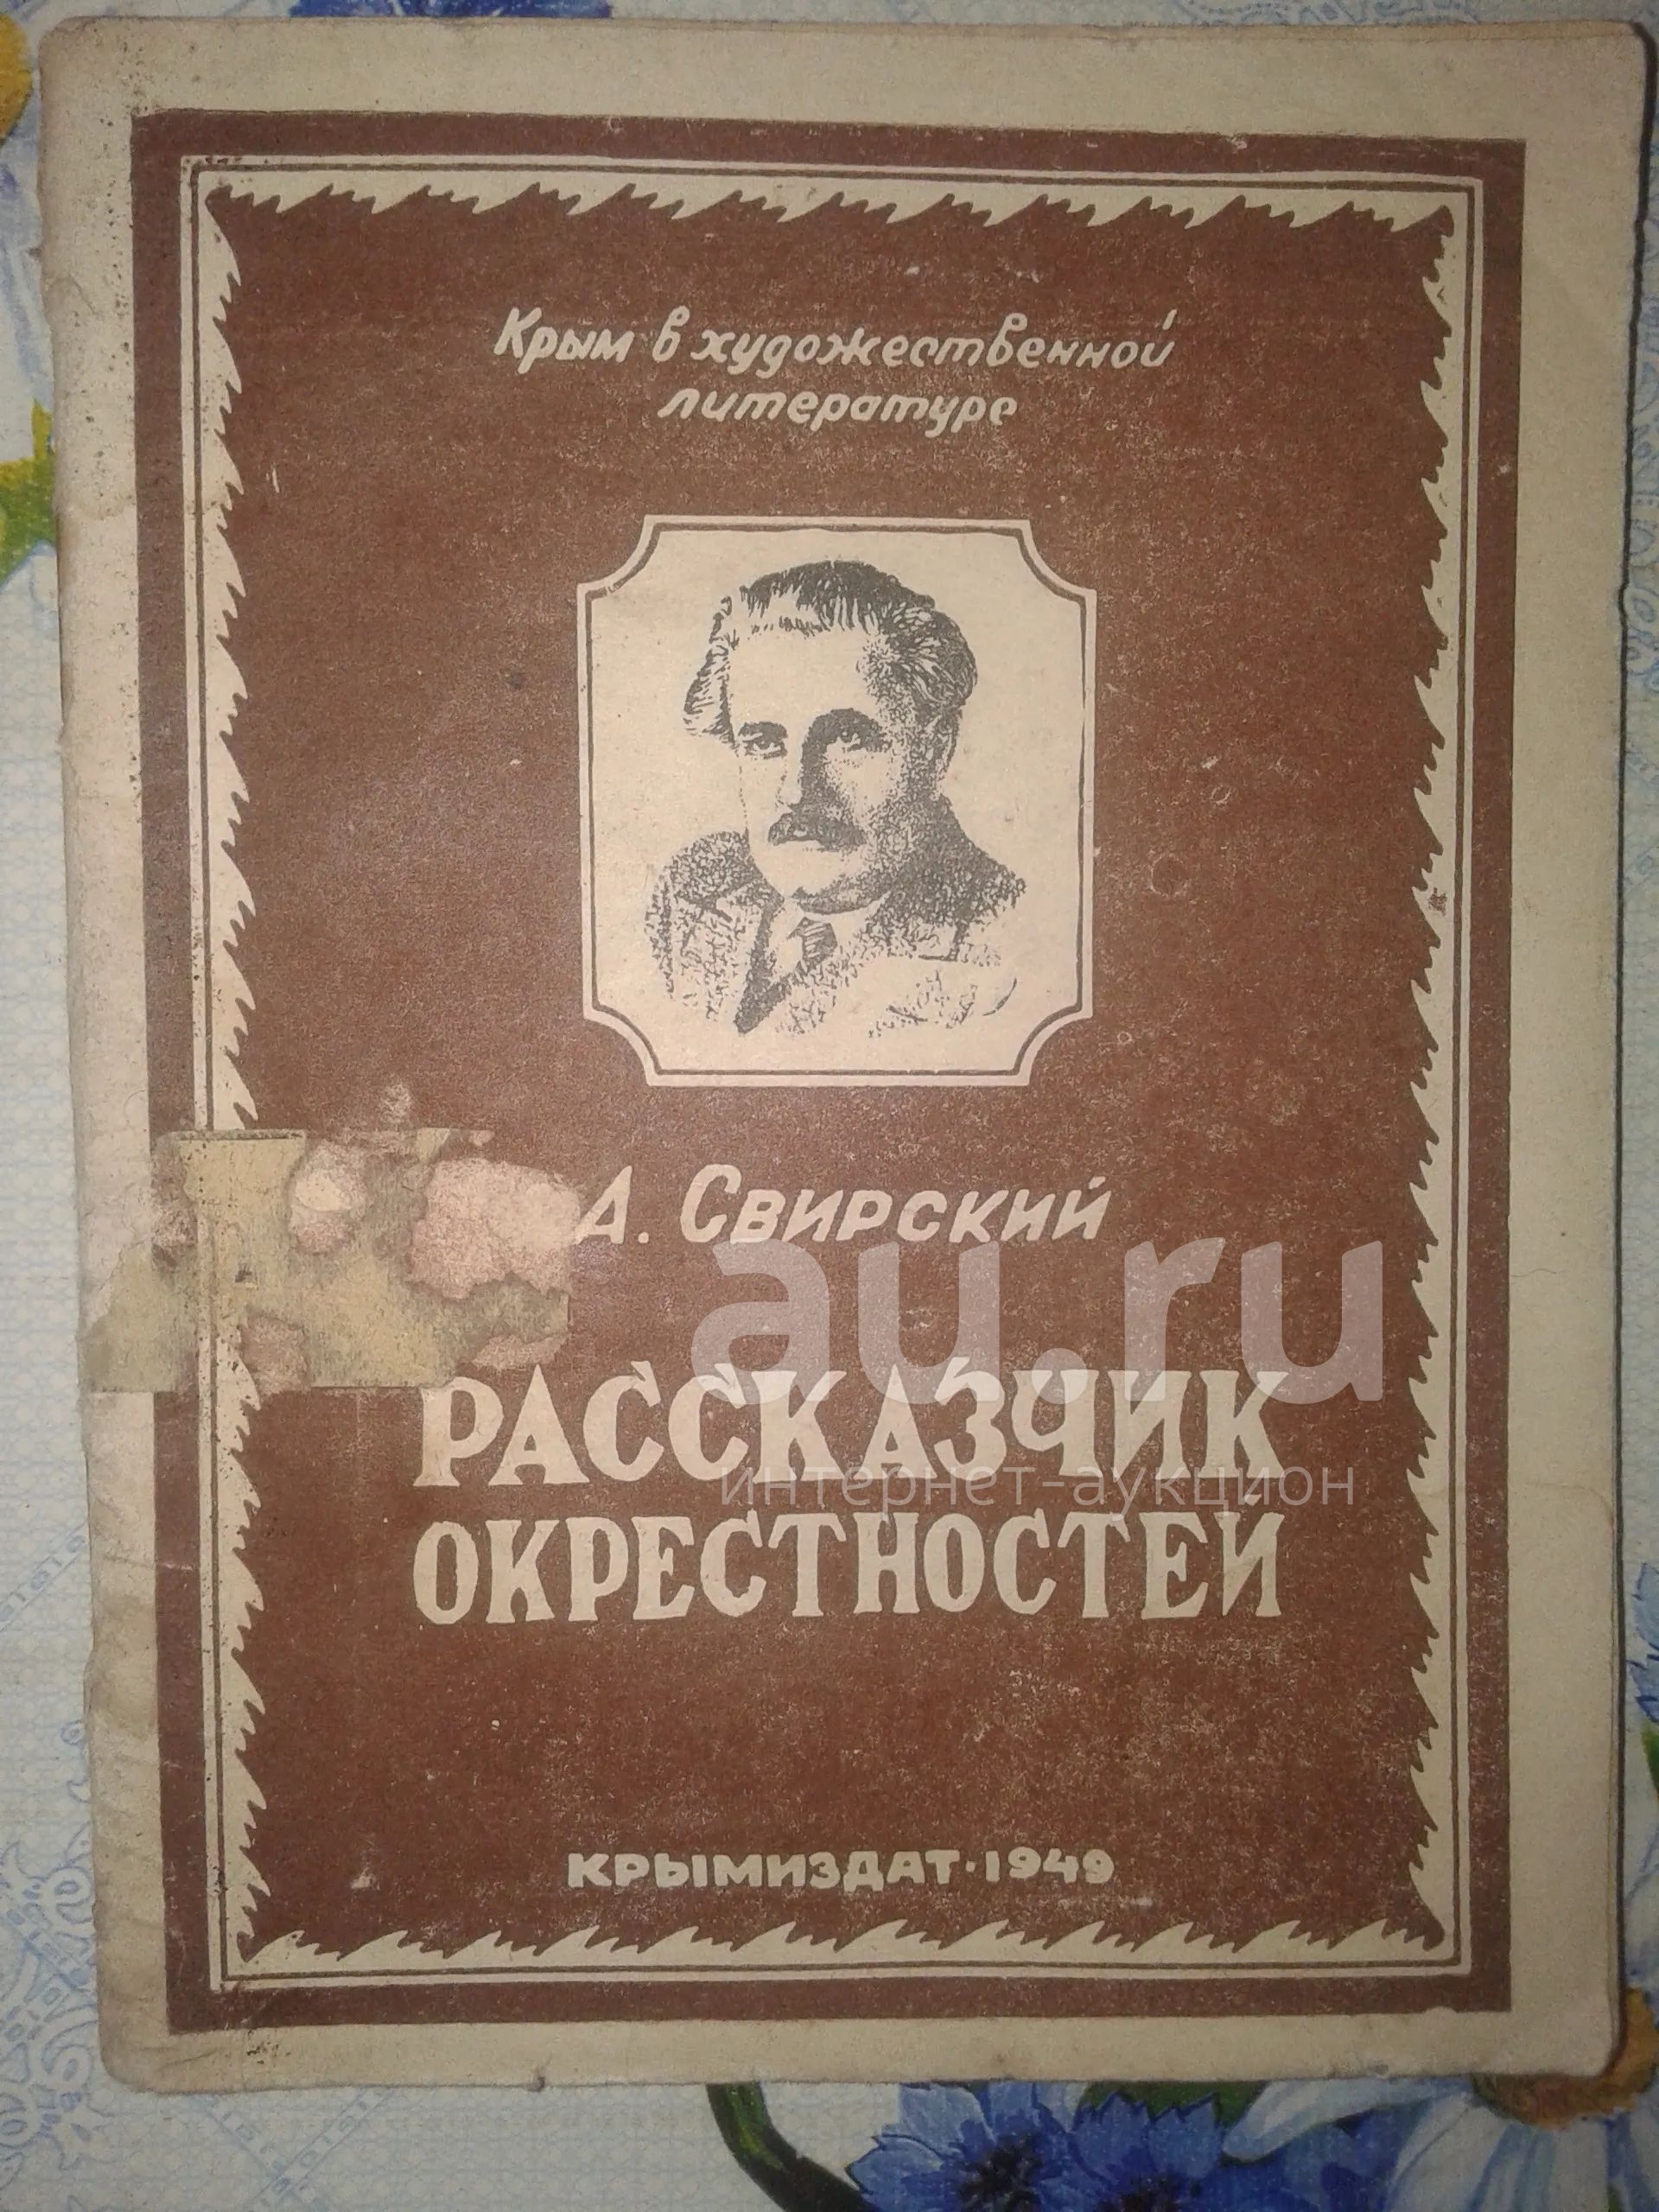 Крым в художественной
литературе
А. Свирский
au.ru
РАССКАЗЧИК
интернет-аукцион
ОКРЕСТНОСТЕЙ
КРЫМИЗДАТ·1949